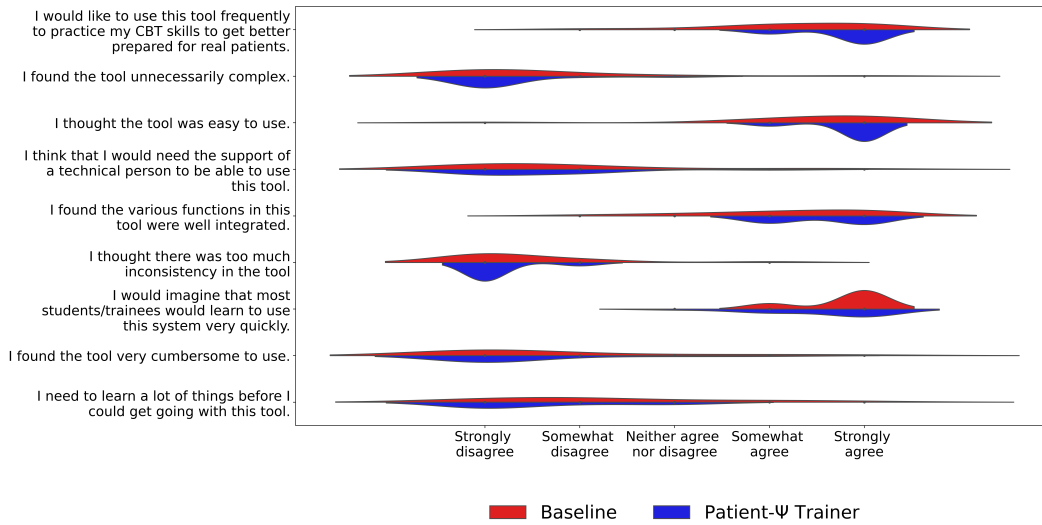 I would like to use this tool frequently
to practice my CBT skills to get better
prepared for real patients.
I found the tool unnecessarily complex.
I thought the tool was easy to use.
I think that I would need the support of
a technical person to be able to use
this tool.
I found the various functions in this
tool were well integrated.
I thought there was too much
inconsistency in the tool
I would imagine that most
students/trainees would learn to use
this system very quickly.
I found the tool very cumbersome to use.
I need to learn a lot of things before I
could get going with this tool.
Strongly
disagree
Somewhat
disagree
Neither agree
nor disagree
Somewhat
agree
Strongly
agree
Baseline
Patient-Ψ Trainer